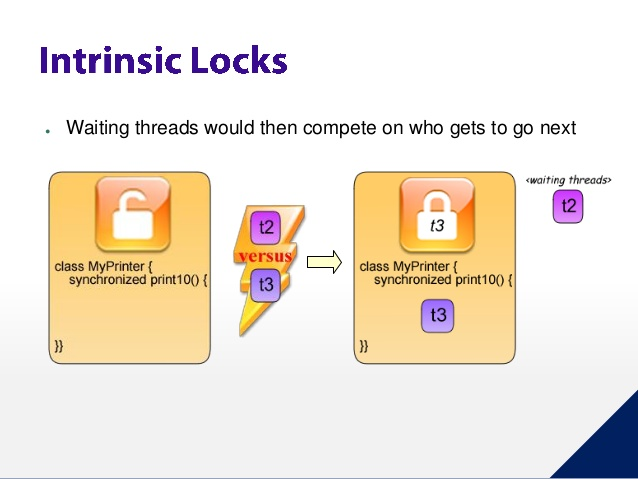 Intrinsic Locks
● Waiting threads would then compete on who gets to go next
class MyPrinter {
synchronized print10() {
}}
t2
versus
t3
t3
class MyPrinter {
synchronized print10() {
t3
}}
<waiting threads>
t2